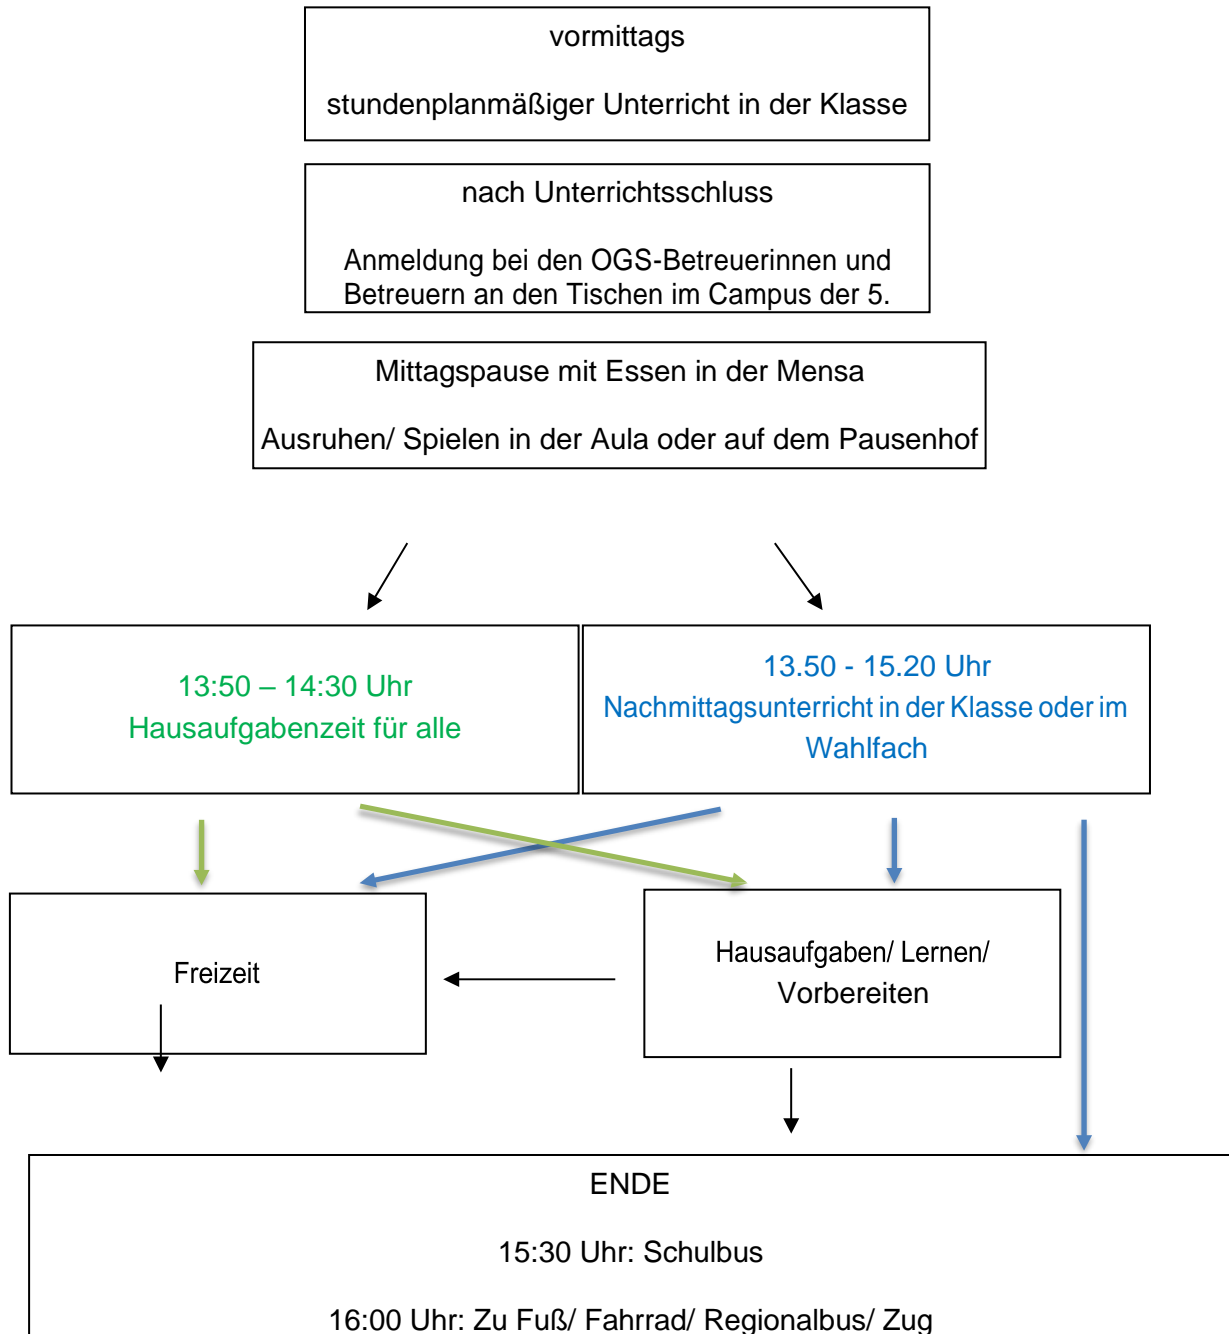 vormittags
stundenplanmäßiger Unterricht in der Klasse
nach Unterrichtsschluss
Anmeldung bei den OGS-Betreuerinnen und
Betreuern an den Tischen im Campus der 5.
Mittagspause mit Essen in der Mensa
Ausruhen/ Spielen in der Aula oder auf dem Pausenhof
13:50 – 14:30 Uhr
Hausaufgabenzeit für alle
13.50 - 15.20 Uhr
Nachmittagsunterricht in der Klasse oder im
Wahlfach
Freizeit
Hausaufgaben/ Lernen/
Vorbereiten
ENDE
15:30 Uhr: Schulbus
16:00 Uhr: Zu Fuß/ Fahrrad/ Regionalbus/ Zug